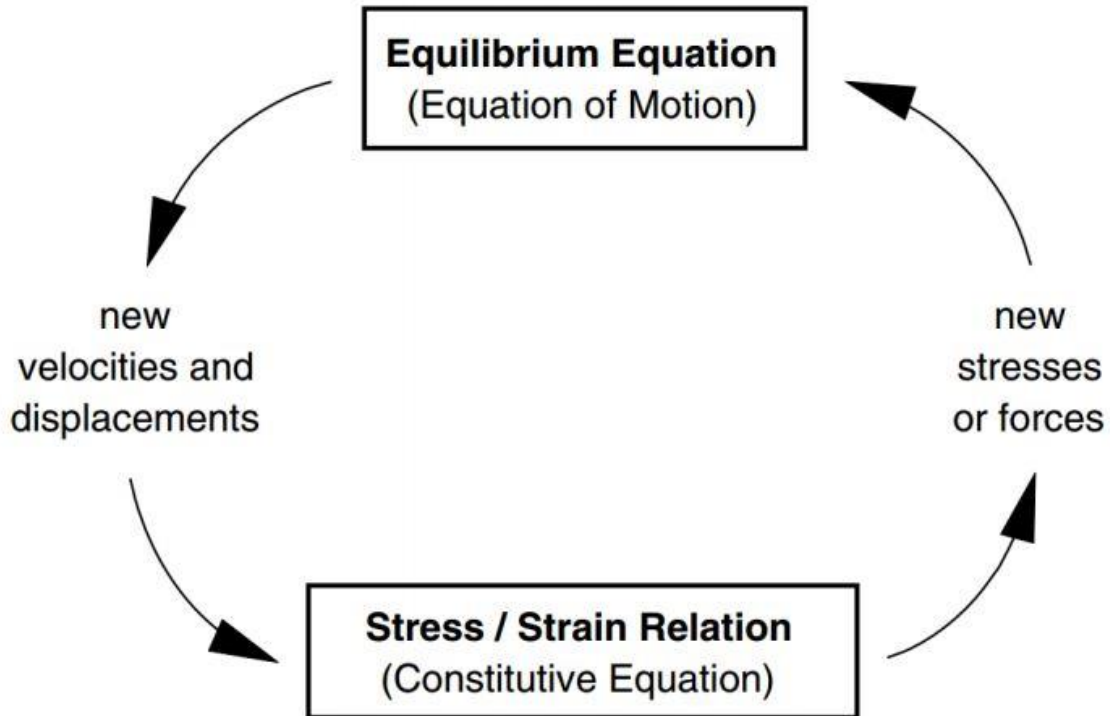 Equilibrium Equation
(Equation of Motion)
new
velocities and
displacements
new
stresses
or forces
Stress / Strain Relation
(Constitutive Equation)